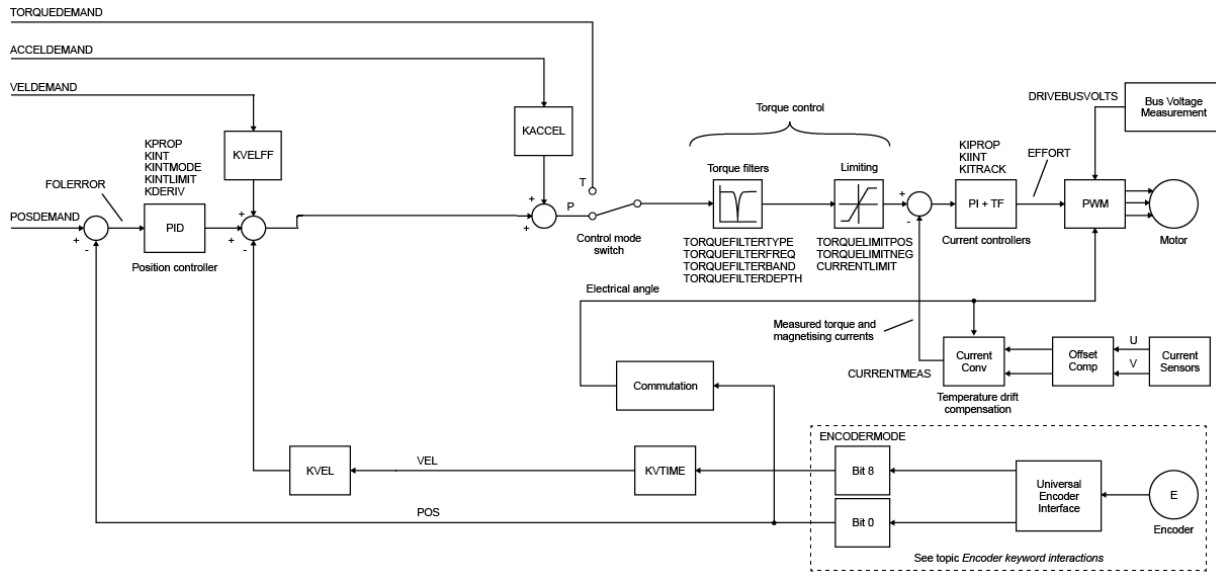 TORQUEDEMAND
ACCELDEMAND
VELDEMAND
DRIVEBUSVOLTS
Bus Voltage
Measurement
KPROP
KINT
KINTMODE
KINTLIMIT
KDERIV
KVELFF
KACCEL
Torque control
KIPROP
KIINT
KITRACK
EFFORT
FOLERROR
Torque filters
Limiting
T
P
POSDEMAND
+
-
PID
+
+
-
+
+
+
-
PI + TF
PWM
Position controller
Control mode
switch
Current controllers
Motor
TORQUEFILTERTYPE
TORQUEFILTERFREQ
TORQUEFILTERBAND
TORQUEFILTERDEPTH
TORQUELIMITPOS
TORQUELIMITNEG
CURRENTLIMIT
Electrical angle
Measured torque and
magnetising currents
CURRENTMEAS
Current
Conv
Offset
Comp
U
V
Current
Sensors
Temperature drift
compensation
Commutation
ENCODERMODE
KVEL
VEL
KVTIME
Bit 8
Universal
Encoder
Interface
E
Encoder
POS
Bit 0
See topic Encoder keyword interactions